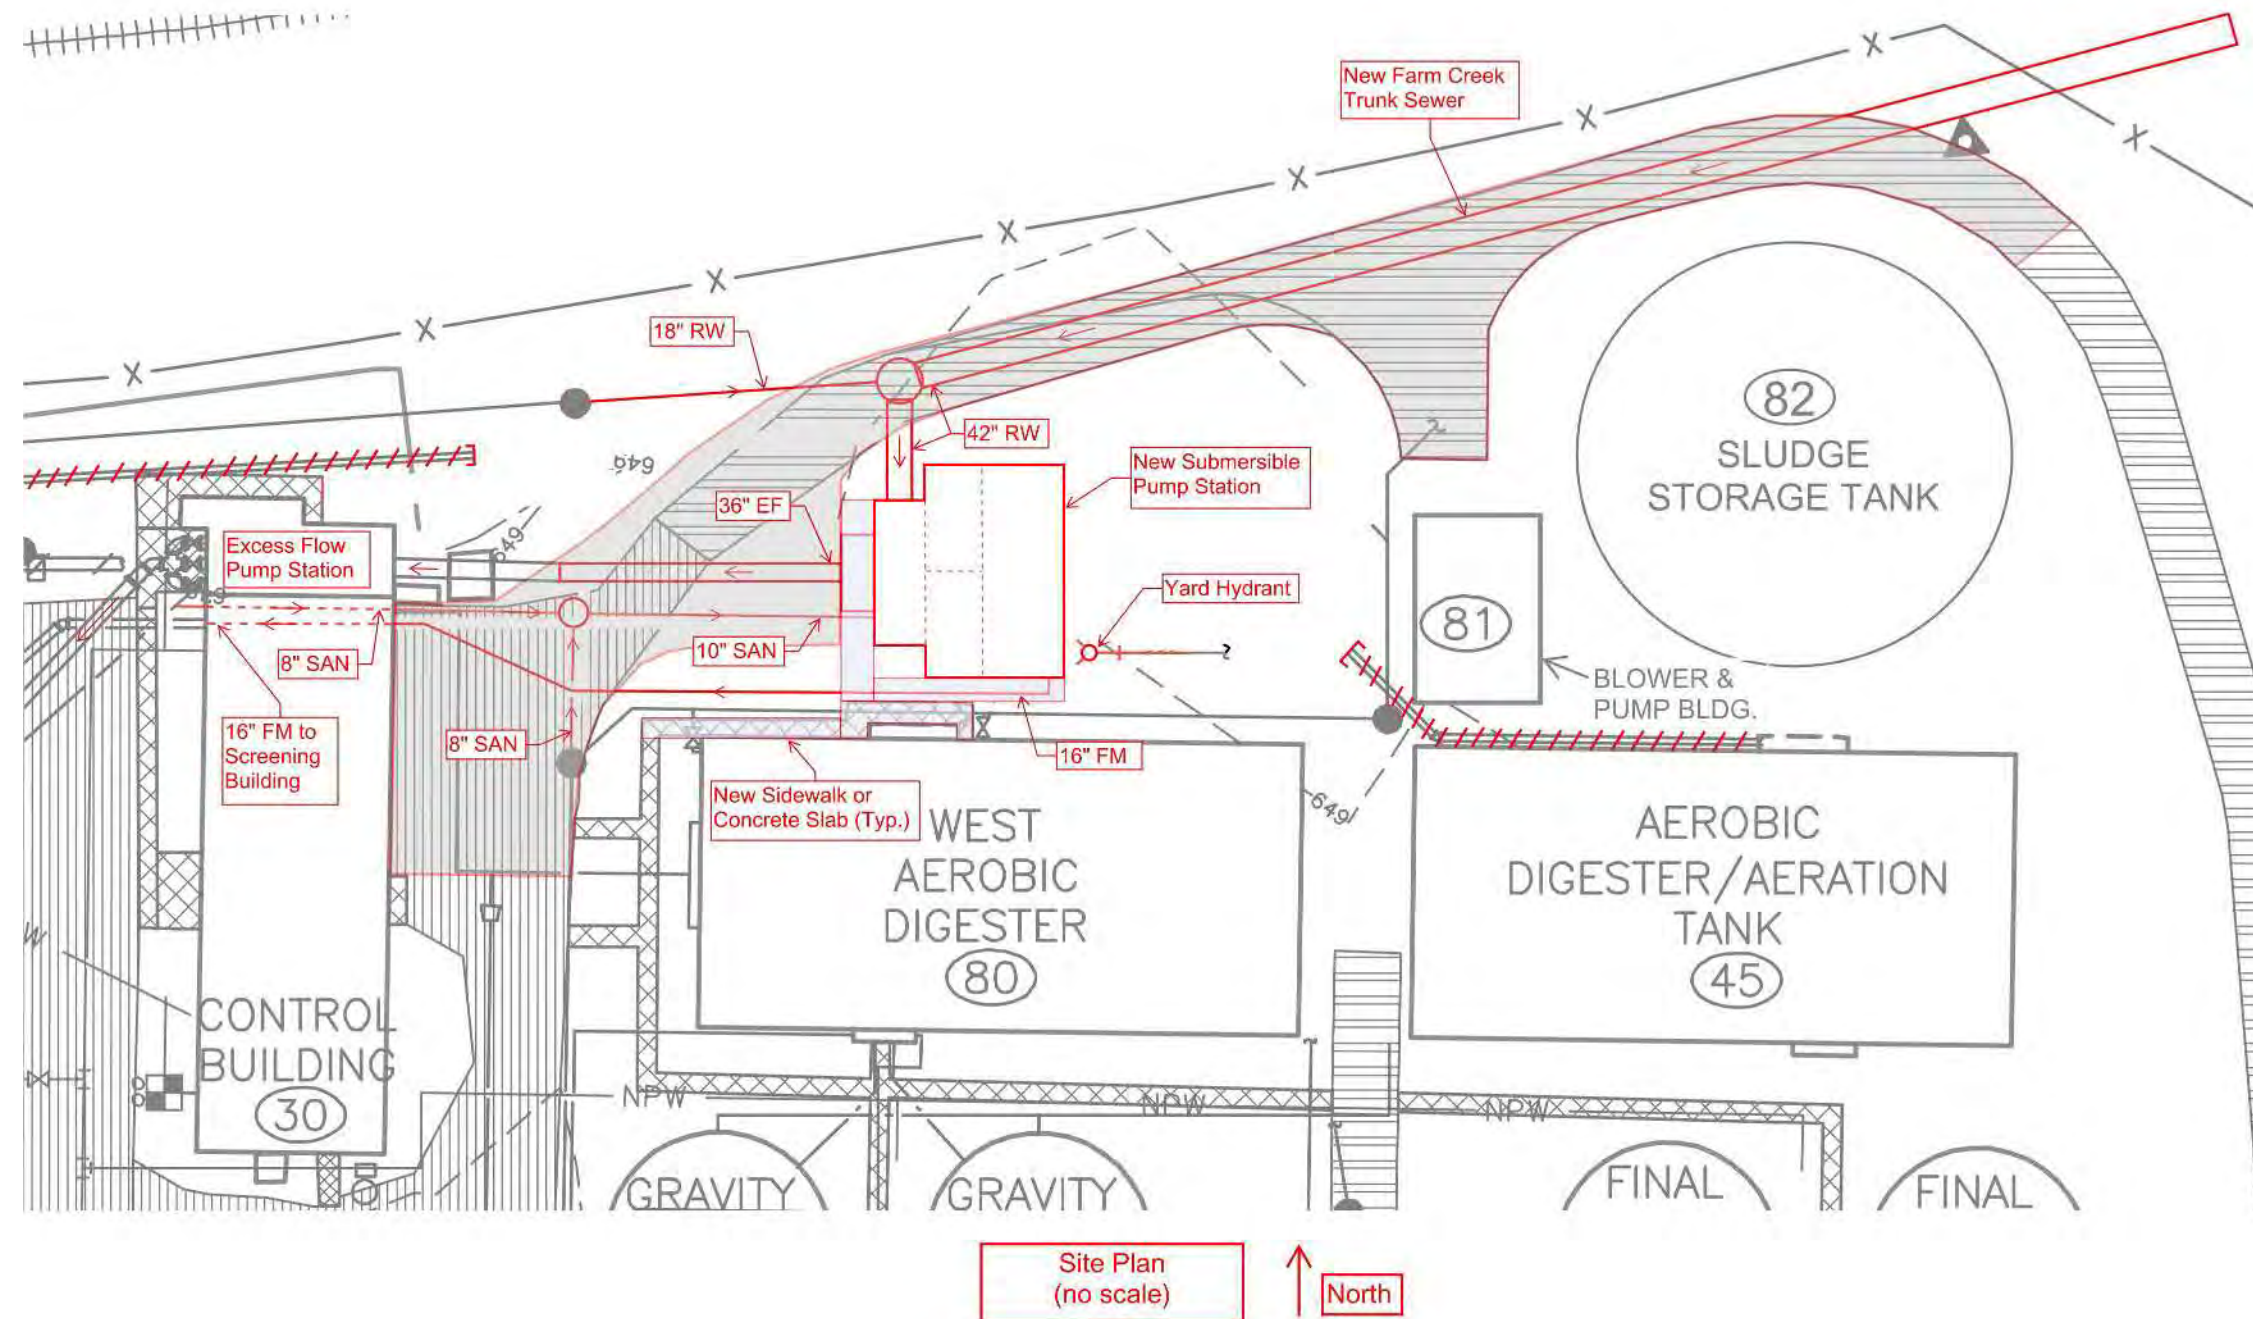 New Farm Creek
Trunk Sewer
18" RW
42" RW
649
36" EF
New Submersible
Pump Station
82
SLUDGE
STORAGE TANK
Excess Flow
Pump Station
649
Yard Hydrant
81
8" SAN
10" SAN
BLOWER &
PUMP BLDG.
16" FM to
Screening
Building
8" SAN
16" FM
New Sidewalk or
Concrete Slab (Typ.)
649
WEST
AEROBIC
DIGESTER
80
AEROBIC
DIGESTER/AERATION
TANK
45
CONTROL
BUILDING
30
NPW
NPW
NPW
GRAVITY
GRAVITY
FINAL
FINAL
Site Plan
(no scale)
North